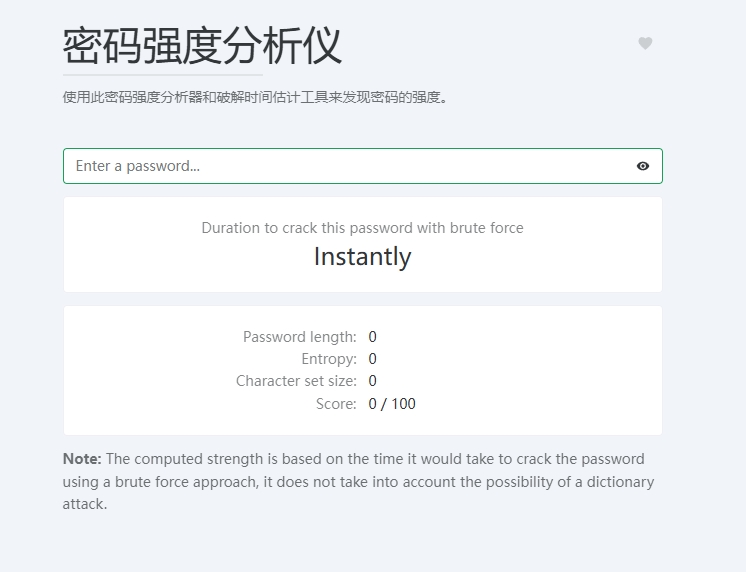 密码强度分析仪
使用此密码强度分析器和破解时间估计工具来发现密码的强度。
Enter a password...
Duration to crack this password with brute force
Instantly
Password length: 0
Entropy: 0
Character set size: 0
Score: 0 / 100
Note: The computed strength is based on the time it would take to crack the password
using a brute force approach, it does not take into account the possibility of a dictionary
attack.